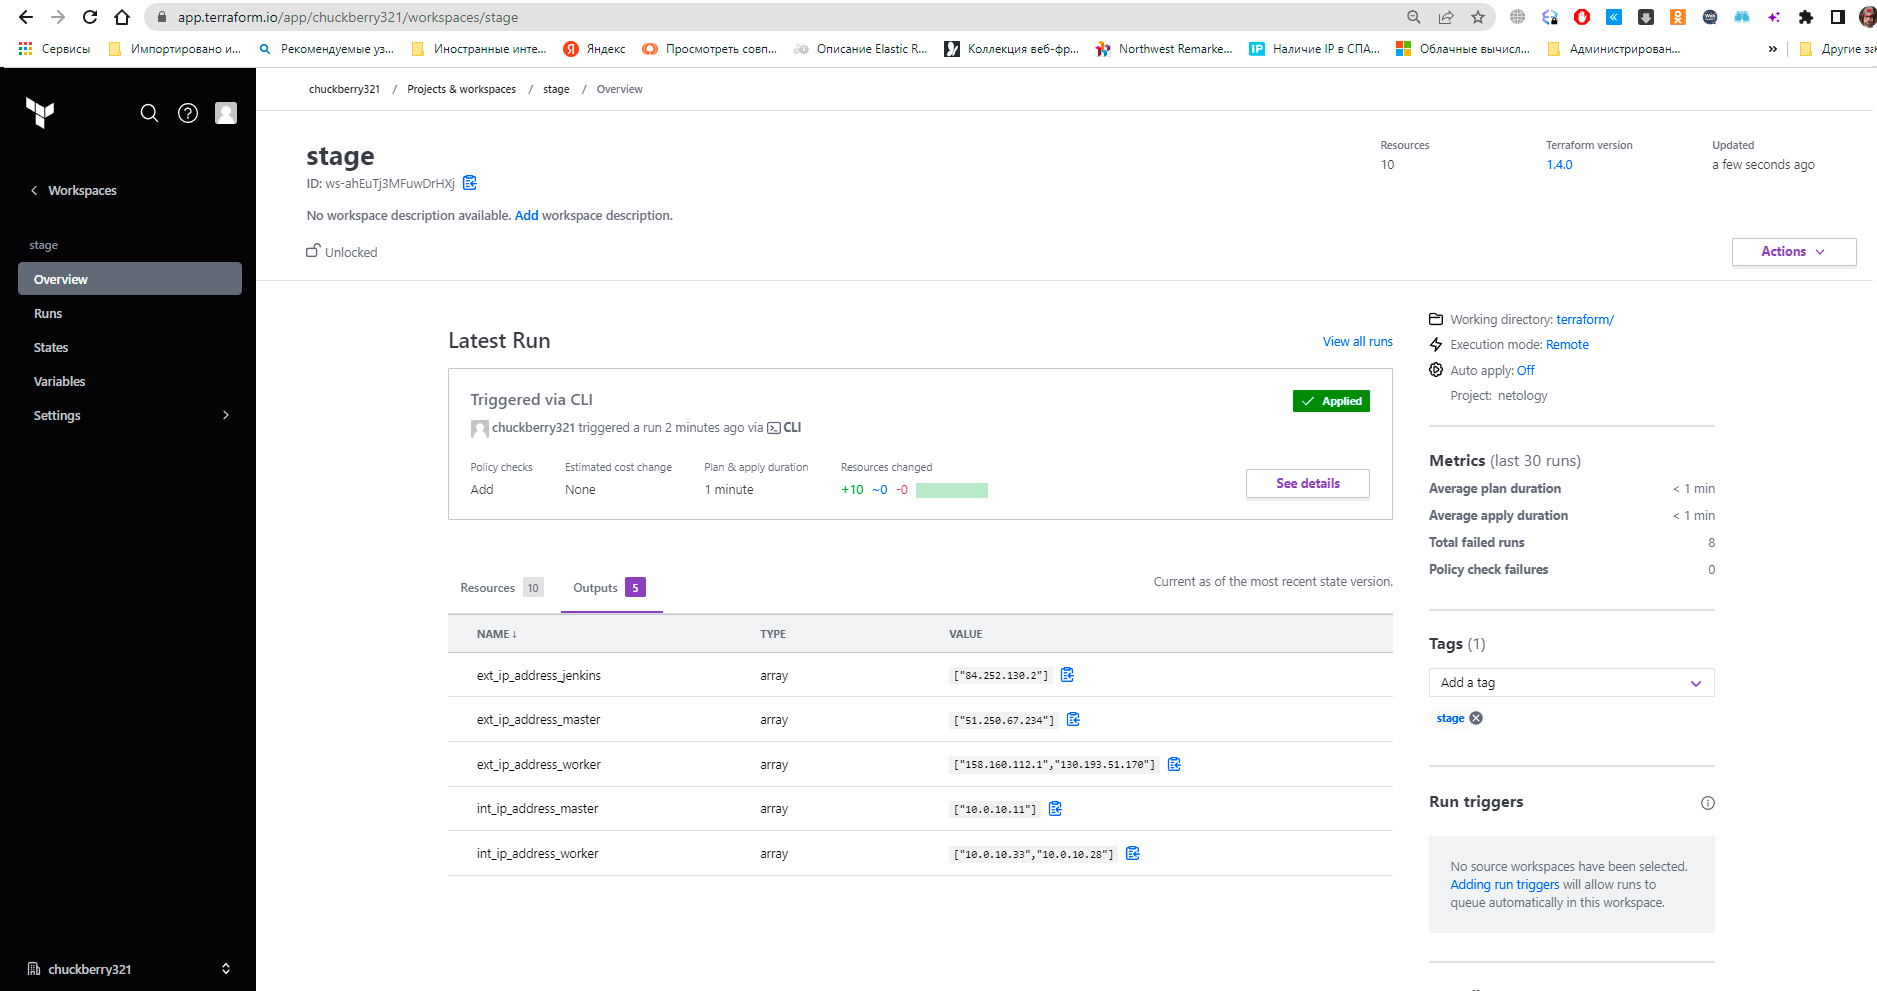 app.terraform.io/app/chuckberry321/workspaces/stage
Сервисы
Импортировано и...
Рекомендуемые уз...
Иностранные инте...
Яндекс
Просмотреть совп...
Описание Elastic R...
Коллекция веб-фр...
Northwest Remarke...
IP Наличие IP в СПА...
Облачные вычисл...
Администрирован...
»
Другие за
chuckberry321 / Projects & workspaces / stage / Overview
Workspaces
stage
Overview
Runs
States
Variables
Settings
chuckberry321
stage
ID: ws-ahEuTj3MFuwDrHXj
No workspace description available. Add workspace description.
Unlocked
Resources
10
Terraform version
1.4.0
Updated
a few seconds ago
Actions
Latest Run
View all runs
Triggered via CLI
Applied
chuckberry321 triggered a run 2 minutes ago via CLI
Policy checks
Add
Estimated cost change
None
Plan & apply duration
1 minute
Resources changed
+10 ~0 -0
See details
Resources 10
Outputs 5
Current as of the most recent state version.
NAME ↓ TYPE VALUE
ext_ip_address_jenkins array ["84.252.130.2"]
ext_ip_address_master array ["51.250.67.234"]
ext_ip_address_worker array ["158.160.112.1","130.193.51.170"]
int_ip_address_master array ["10.0.10.11"]
int_ip_address_worker array ["10.0.10.33","10.0.10.28"]
Working directory: terraform/
Execution mode: Remote
Auto apply: Off
Project: netology
Metrics (last 30 runs)
Average plan duration < 1 min
Average apply duration < 1 min
Total failed runs 8
Policy check failures 0
Tags (1)
Add a tag
stage
Run triggers
No source workspaces have been selected.
Adding run triggers will allow runs to
queue automatically in this workspace.